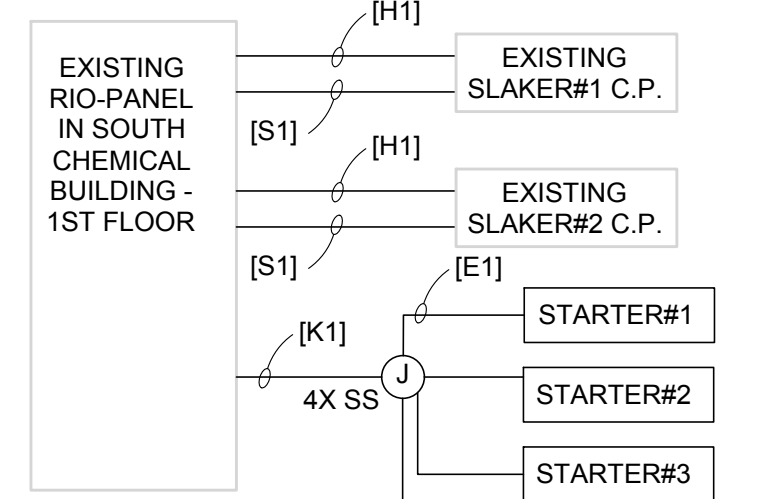 EXISTING
RIO-PANEL
IN SOUTH
CHEMICAL
BUILDING -
1ST FLOOR
[H1]
EXISTING
SLAKER#1 C.P.
[S1]
[H1]
EXISTING
SLAKER#2 C.P.
[S1]
[E1]
STARTER#1
[K1]
J
4X SS
STARTER#2
STARTER#3